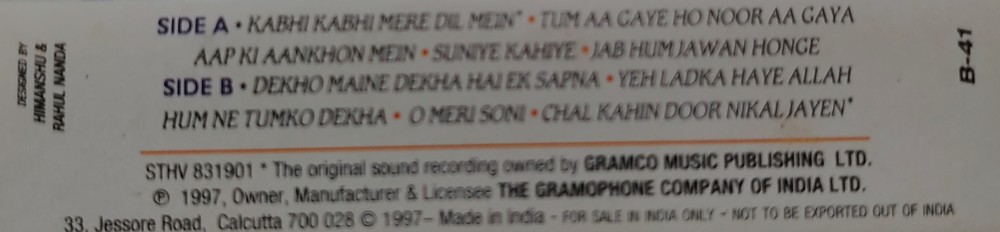 DESIGNED BY
HIMANSHU &
RAHUL NANDA
SIDE A • KABHI KABHI MERE DIL MEIN* • TUM AA GAYE HO NOOR AA GAYA
AAP KI AANKHON MEIN • SUNIYE KAHIYE • JAB HUM JAWAN HONGE
SIDE B • DEKHO MAINE DEKHA HAI EK SAPNA • YEH LADKA HAYE ALLAH
HUM NE TUMKO DEKHA • O MERI SONI • CHAL KAHIN DOOR NIKAL JAYEN*
B-41
STHV 831901 * The original sound recording owned by GRAMCO MUSIC PUBLISHING LTD.
℗ 1997, Owner, Manufacturer & Licensee THE GRAMOPHONE COMPANY OF INDIA LTD.
33, Jessore Road, Calcutta 700 028 © 1997– Made in India - FOR SALE IN INDIA ONLY - NOT TO BE EXPORTED OUT OF INDIA